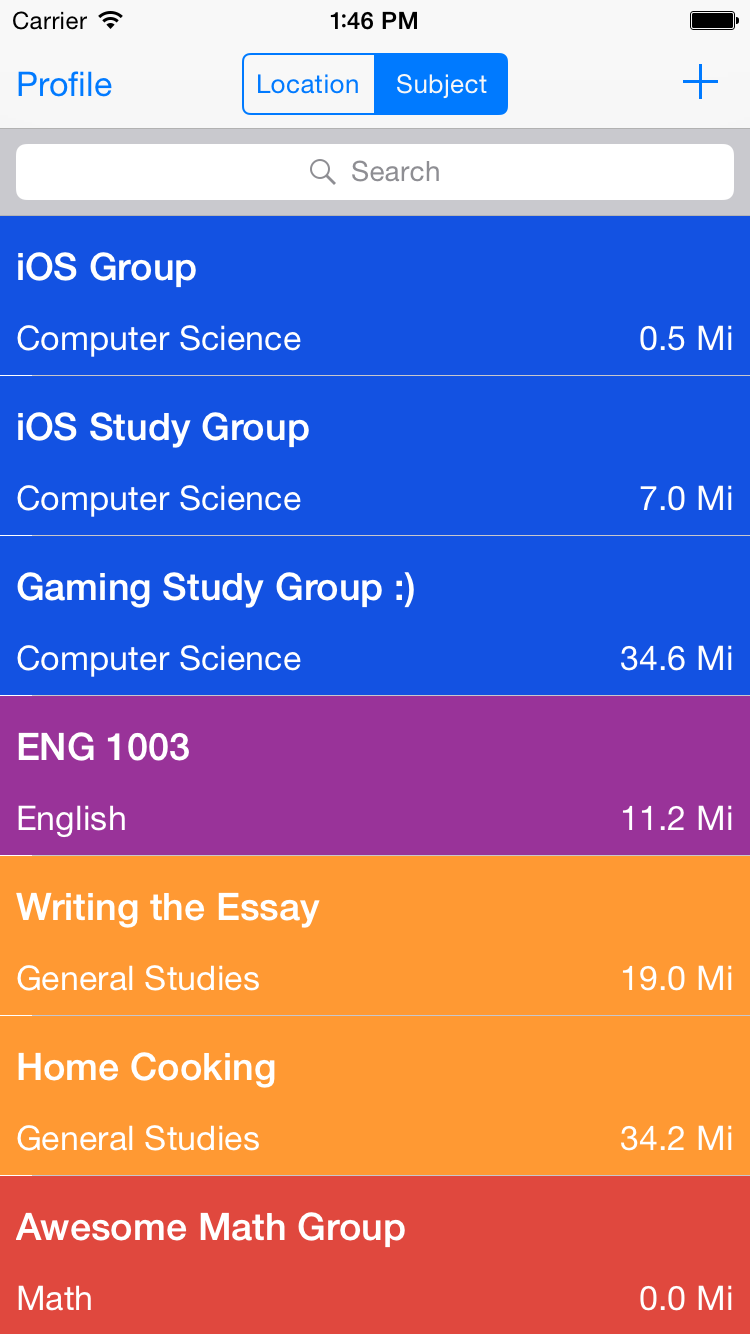 Carrier 1:46 PM
Profile Location Subject +
Search
iOS Group
Computer Science 0.5 Mi
iOS Study Group
Computer Science 7.0 Mi
Gaming Study Group :)
Computer Science 34.6 Mi
ENG 1003
English 11.2 Mi
Writing the Essay
General Studies 19.0 Mi
Home Cooking
General Studies 34.2 Mi
Awesome Math Group
Math 0.0 Mi